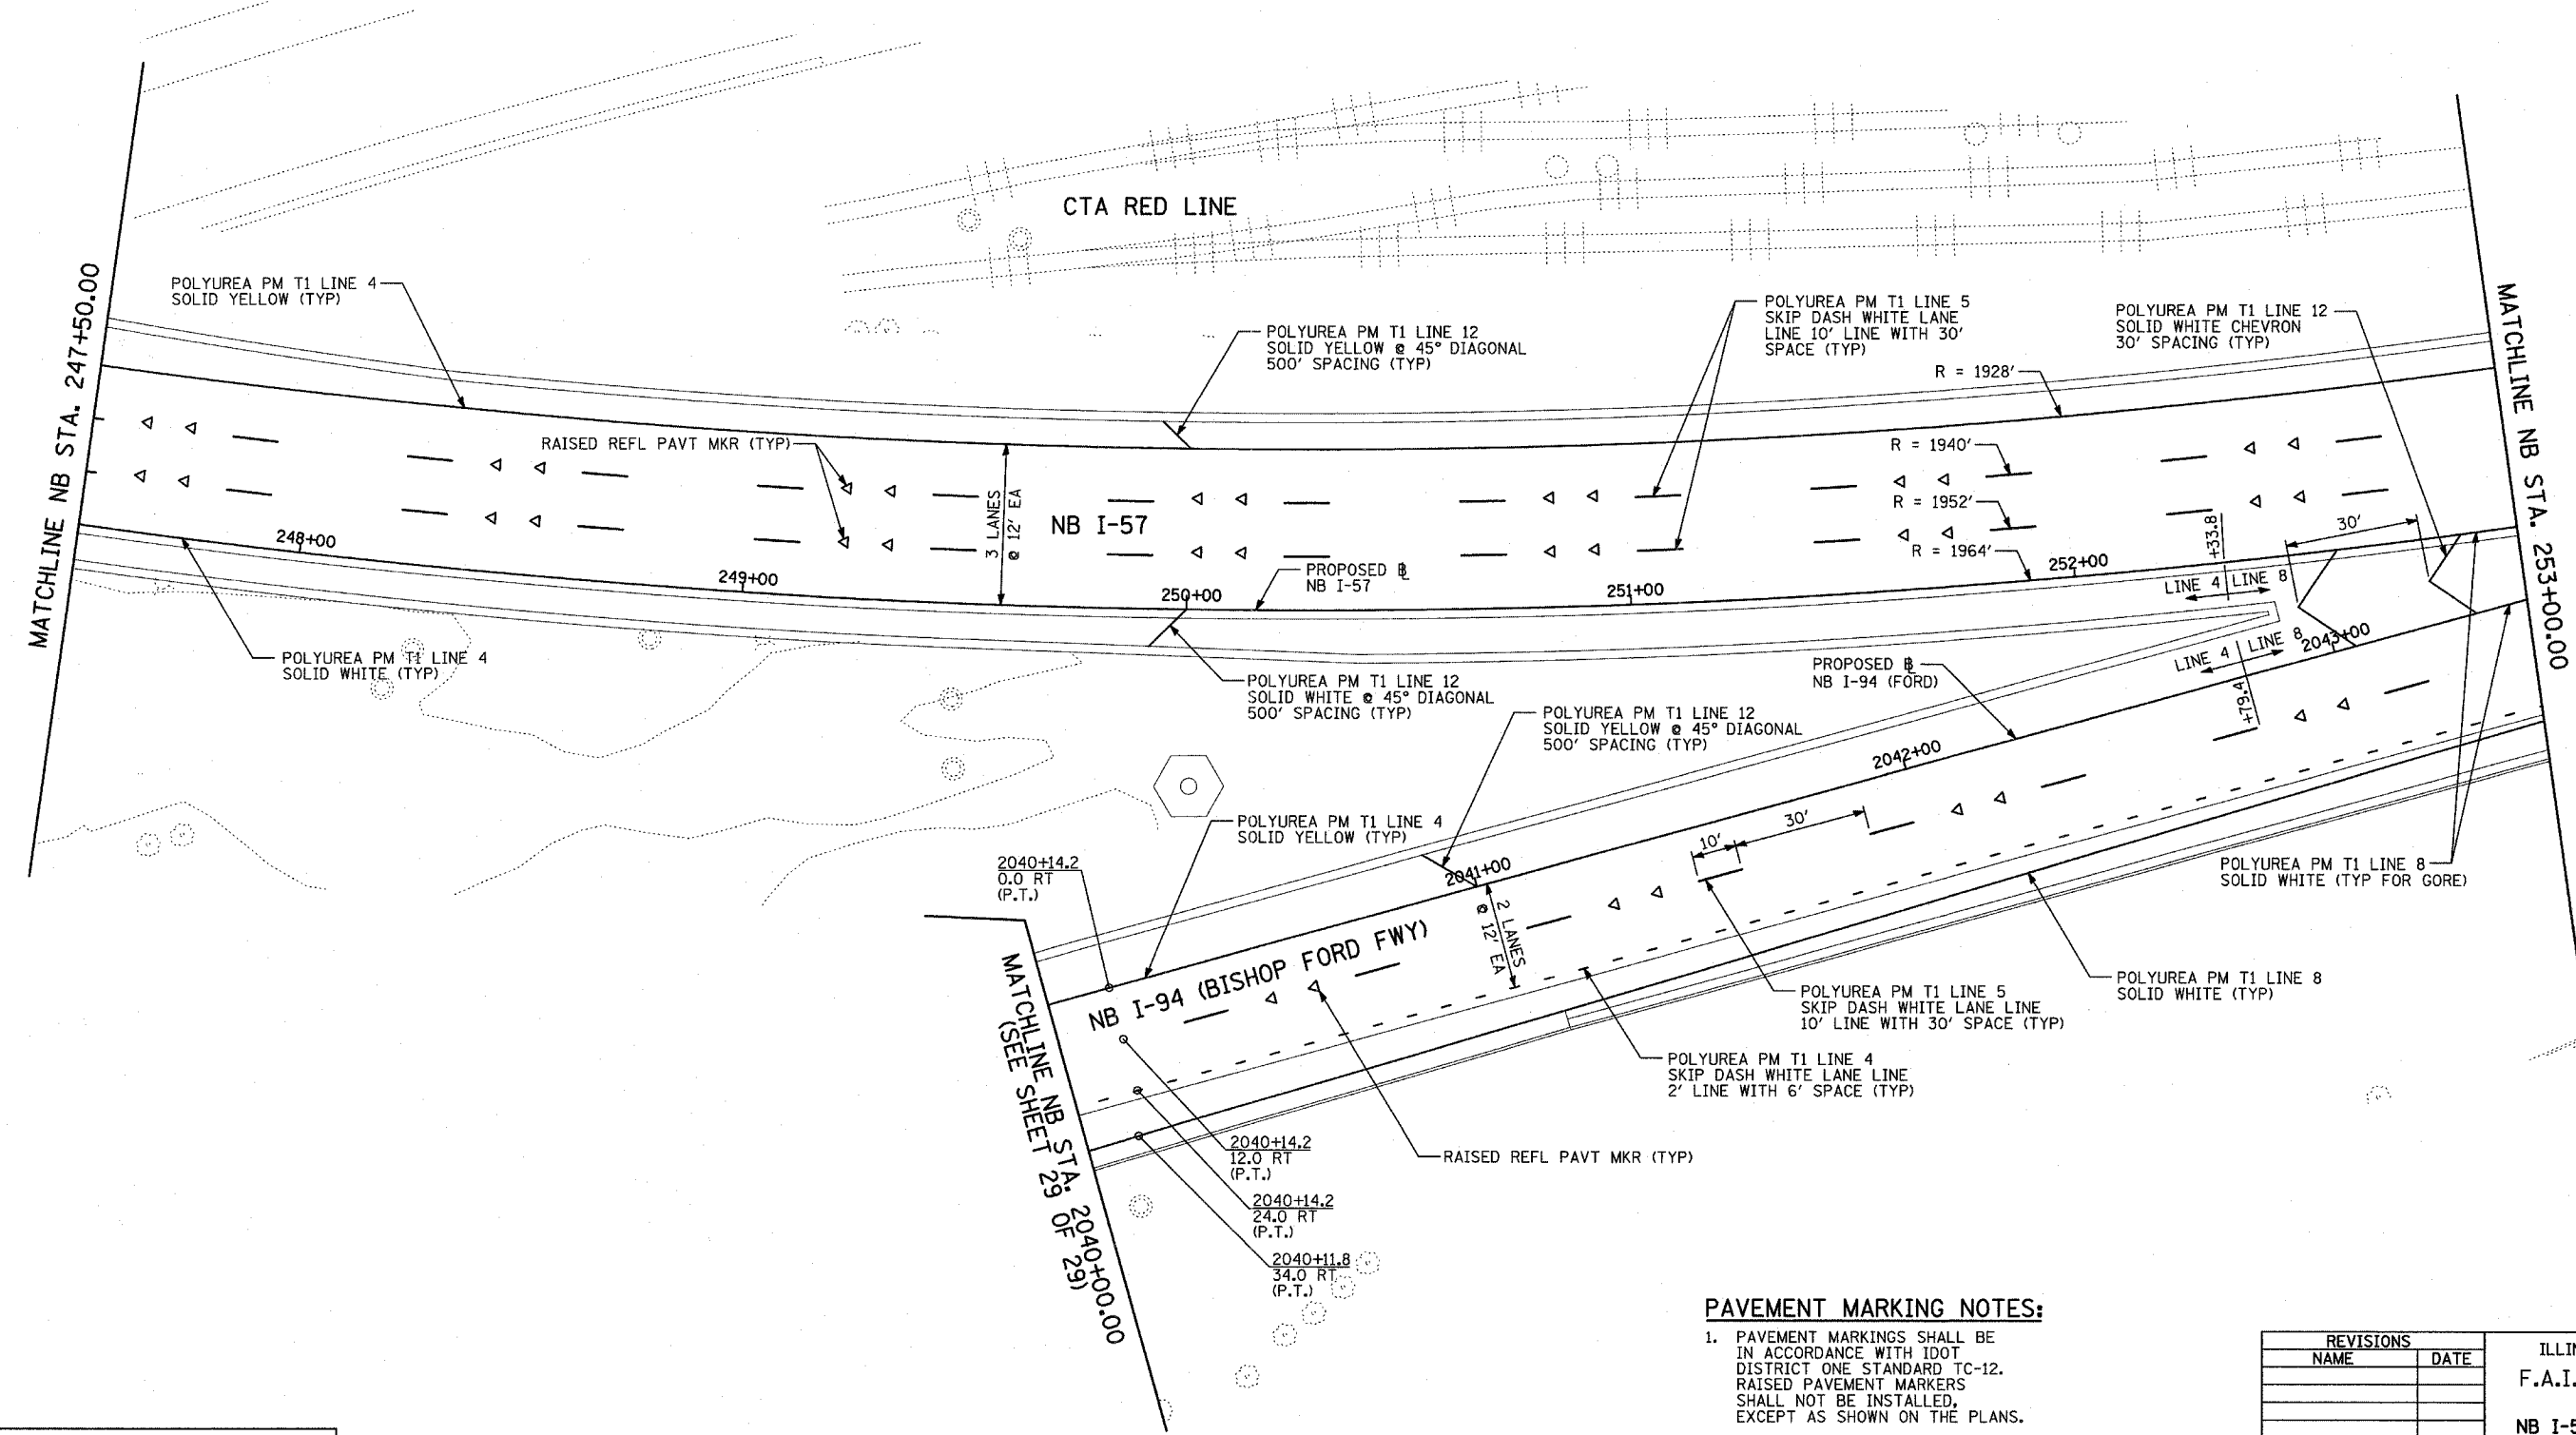 CTA RED LINE
MATCHLINE NB STA. 247+50.00
POLYUREA PM T1 LINE 4
SOLID YELLOW (TYP)
POLYUREA PM T1 LINE 12
SOLID YELLOW @ 45° DIAGONAL
500' SPACING (TYP)
POLYUREA PM T1 LINE 5
SKIP DASH WHITE LANE
LINE 10' LINE WITH 30'
SPACE (TYP)
POLYUREA PM T1 LINE 12
SOLID WHITE CHEVRON
30' SPACING (TYP)
MATCHLINE NB STA. 253+00.00
R = 1928'
R = 1940'
R = 1952'
R = 1964'
RAISED REFL PAVT MKR (TYP)
3 LANES
@ 12' EA
NB I-57
248+00
249+00
250+00
251+00
252+00
+33.8
30'
LINE 4
LINE 8
PROPOSED BL
NB I-57
POLYUREA PM T1 LINE 4
SOLID WHITE (TYP)
POLYUREA PM T1 LINE 12
SOLID WHITE @ 45° DIAGONAL
500' SPACING (TYP)
POLYUREA PM T1 LINE 12
SOLID YELLOW @ 45° DIAGONAL
500' SPACING (TYP)
PROPOSED BL
NB I-94 (FORD)
LINE 4
LINE 8
2043+00
+79.4
2042+00
2041+00
10'
30'
POLYUREA PM T1 LINE 4
SOLID YELLOW (TYP)
2040+14.2
0.0 RT
(P.T.)
2 LANES
@ 12' EA
NB I-94 (BISHOP FORD FWY)
POLYUREA PM T1 LINE 8
SOLID WHITE (TYP FOR GORE)
POLYUREA PM T1 LINE 8
SOLID WHITE (TYP)
POLYUREA PM T1 LINE 5
SKIP DASH WHITE LANE LINE
10' LINE WITH 30' SPACE (TYP)
POLYUREA PM T1 LINE 4
SKIP DASH WHITE LANE LINE
2' LINE WITH 6' SPACE (TYP)
RAISED REFL PAVT MKR (TYP)
MATCHLINE NB STA. 2040+00.00
(SEE SHEET 29 OF 29)
2040+14.2
12.0 RT
(P.T.)
2040+14.2
24.0 RT
(P.T.)
2040+11.8
34.0 RT
(P.T.)
PAVEMENT MARKING NOTES:
1. PAVEMENT MARKINGS SHALL BE
IN ACCORDANCE WITH IDOT
DISTRICT ONE STANDARD TC-12.
RAISED PAVEMENT MARKERS
SHALL NOT BE INSTALLED,
EXCEPT AS SHOWN ON THE PLANS.
REVISIONS
NAME DATE
F.A.I.